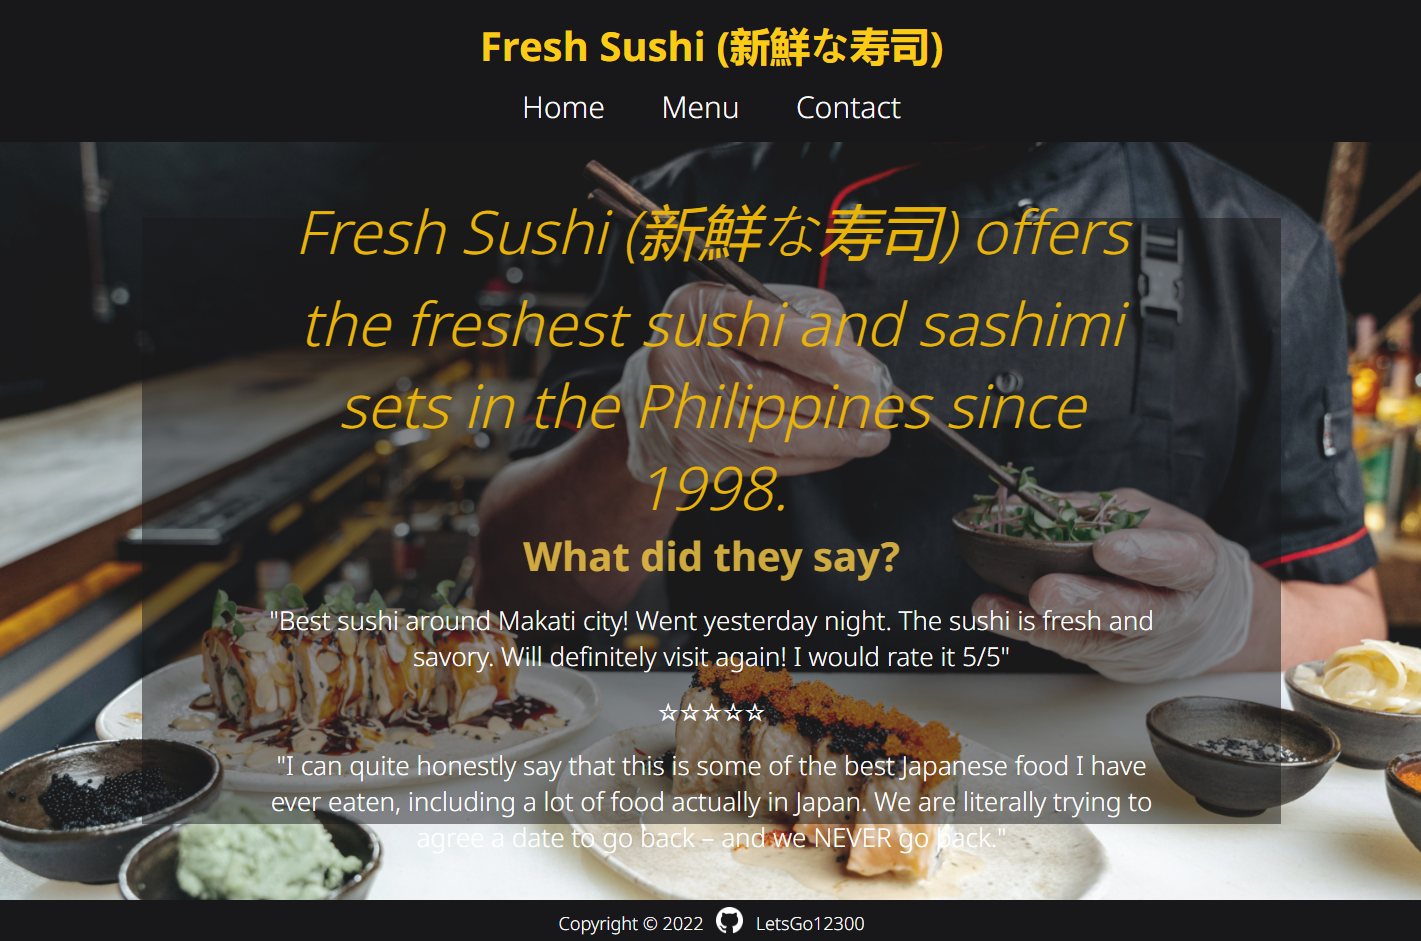 Fresh Sushi (新鮮な寿司)
Home Menu Contact
Fresh Sushi (新鮮な寿司) offers
the freshest sushi and sashimi
sets in the Philippines since
1998.
What did they say?
"Best sushi around Makati city! Went yesterday night. The sushi is fresh and
savory. Will definitely visit again! I would rate it 5/5"
☆☆☆☆☆
"I can quite honestly say that this is some of the best Japanese food I have
ever eaten, including a lot of food actually in Japan. We are literally trying to
agree a date to go back – and we NEVER go back."
Copyright © 2022 LetsGo12300